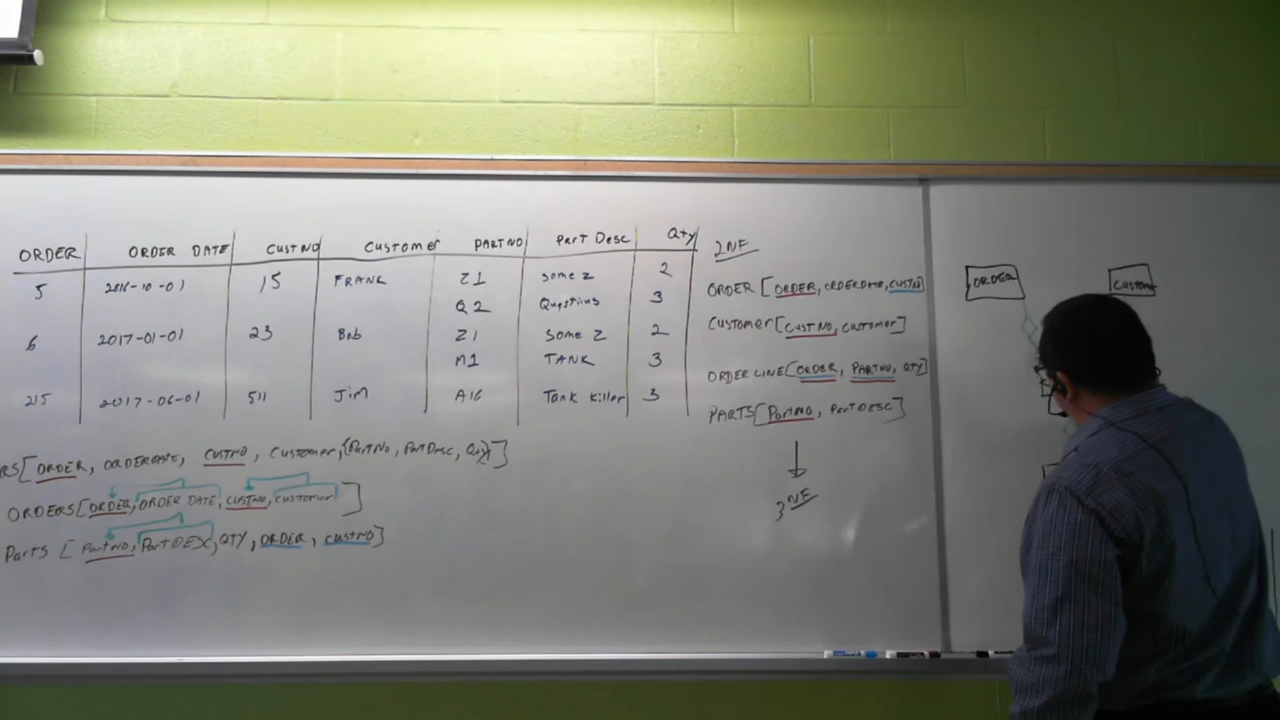 ORDER ORDER DATE CUSTNO Customer PARTNO Part Desc Qty
5 2016-10-01 15 FRANK Z1 some z 2
Q2 Questions 3
6 2017-01-01 23 Bob Z1 Some Z 2
M1 TANK 3
215 2017-06-01 511 Jim A16 Tank Killer 3
RS[ORDER, ORDERDATE, CUSTNO, Customer,{PartNo, PartDesc, Qty}]
ORDERS[ORDER, ORDER DATE, CUSTNO, Customer]
Parts [PartNo, PartDESC, QTY, ORDER, CUSTNO]
2NF
ORDER[ORDER, ORDERDATE, CUSTN]
Customer[CUSTNO, Customer]
ORDER LINE[ORDER, PARTNO, QTY]
PARTS[PartNO, PartDESC]
3NF
ORDER
Custom